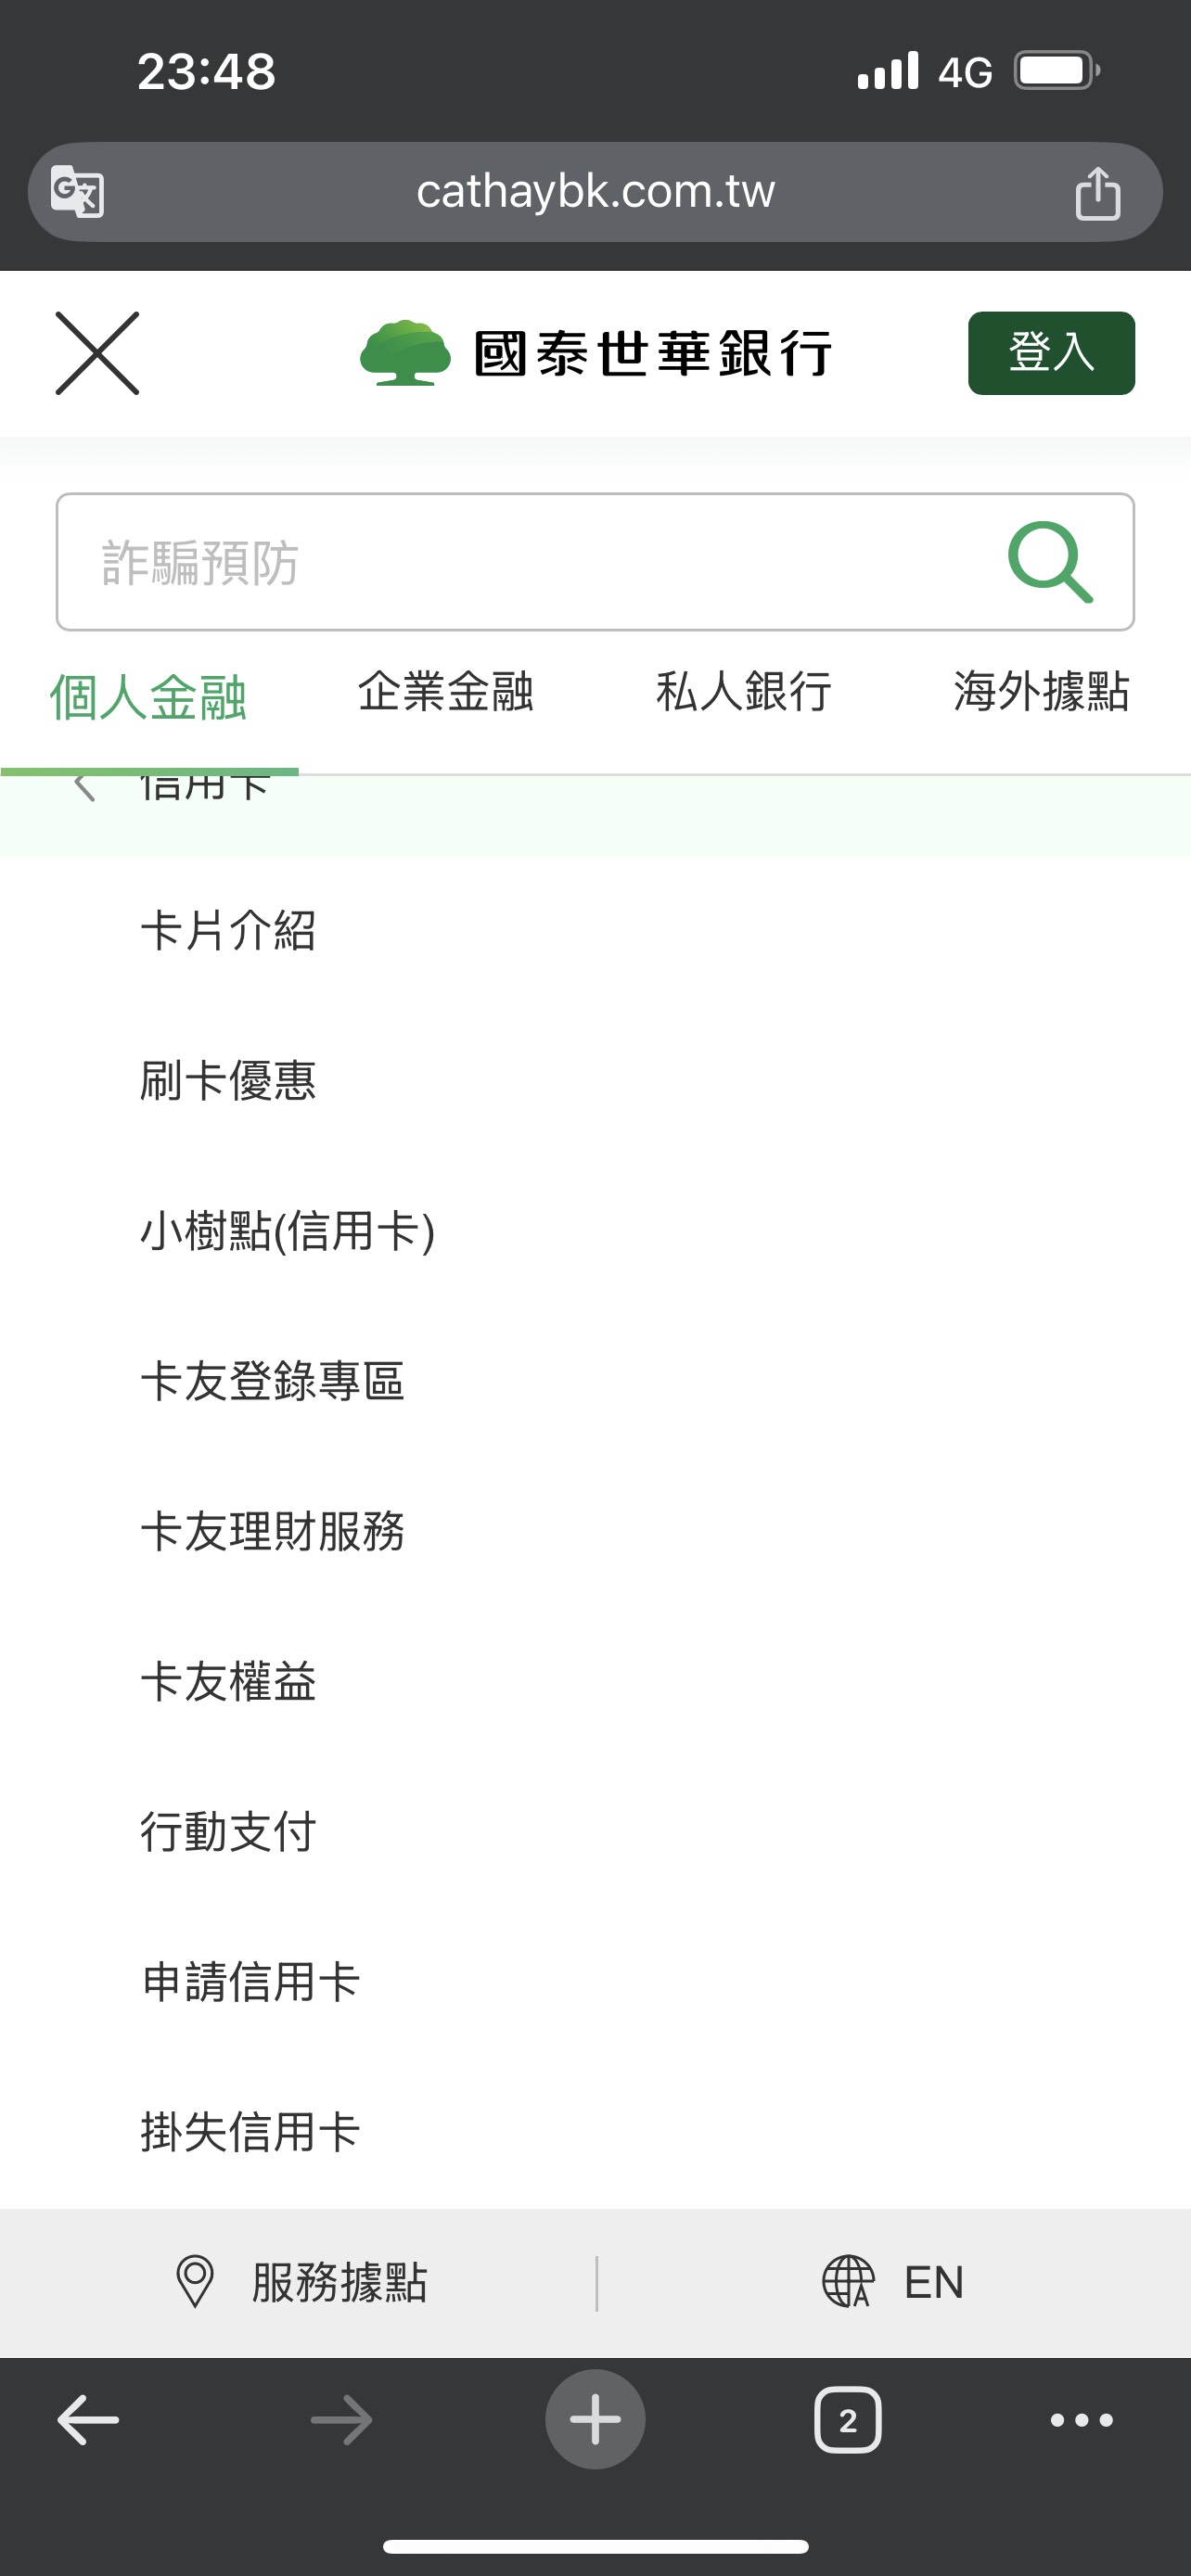 23:48
4G
cathaybk.com.tw
國泰世華銀行
登入
詐騙預防
個人金融
企業金融
私人銀行
海外據點
信用卡
卡片介紹
刷卡優惠
小樹點(信用卡)
卡友登錄專區
卡友理財服務
卡友權益
行動支付
申請信用卡
掛失信用卡
服務據點
EN
2